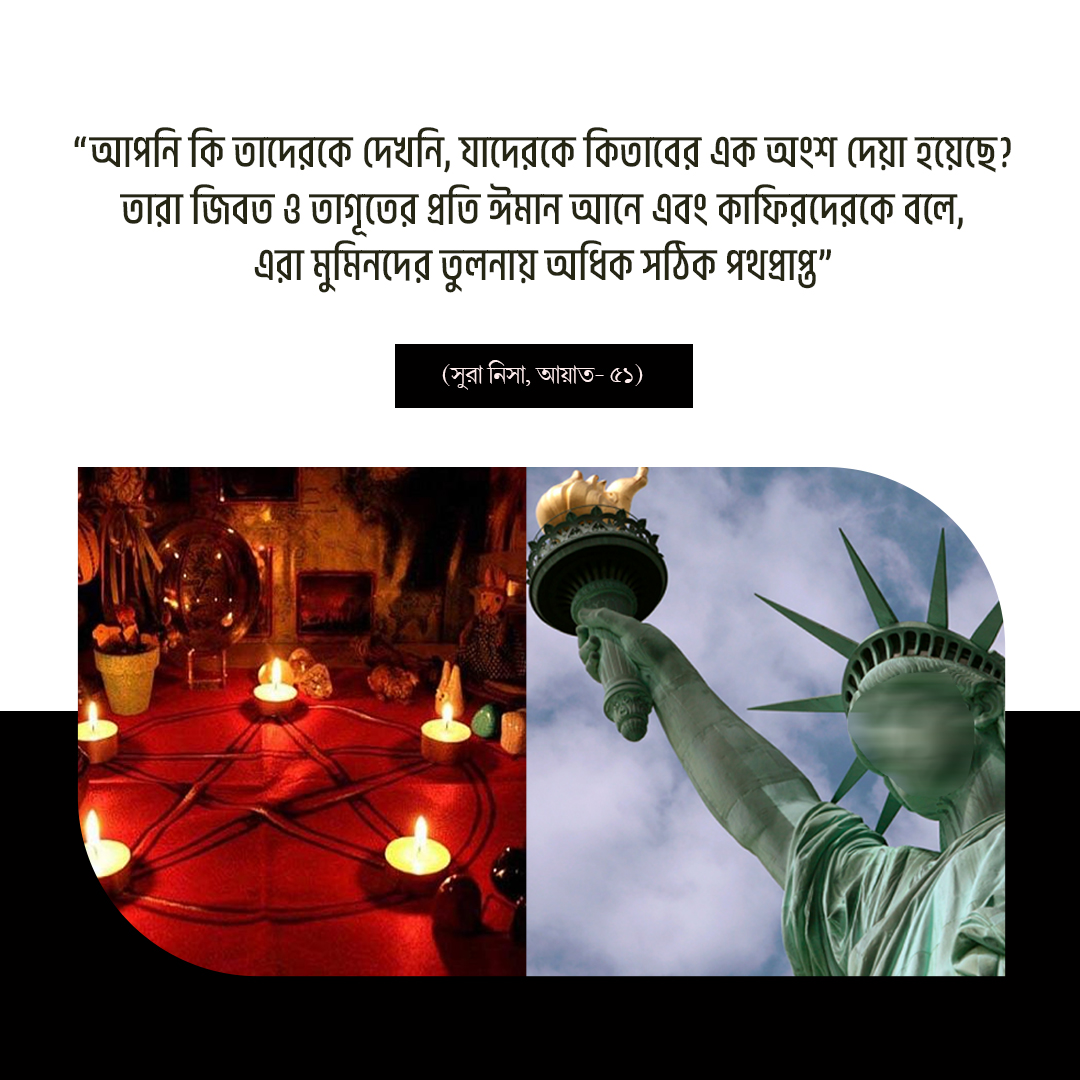 “আপনি কি তাদেরকে দেখনি, যাদেরকে কিতাবের এক অংশ দেয়া হয়েছে?
তারা জিবত ও তাগূতের প্রতি ঈমান আনে এবং কাফিরদেরকে বলে,
এরা মুমিনদের তুলনায় অধিক সঠিক পথপ্রাপ্ত”
(সুরা নিসা, আয়াত- ৫১)